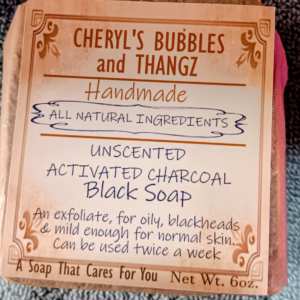 CHERYL'S BUBBLES
and THANGZ
Handmade
ALL NATURAL INGREDIENTS
UNSCENTED
ACTIVATED CHARCOAL
Black Soap
An exfoliate, for oily, blackheads
& mild enough for normal skin.
Can be used twice a week
A Soap That Cares For You Net Wt. 6oz.